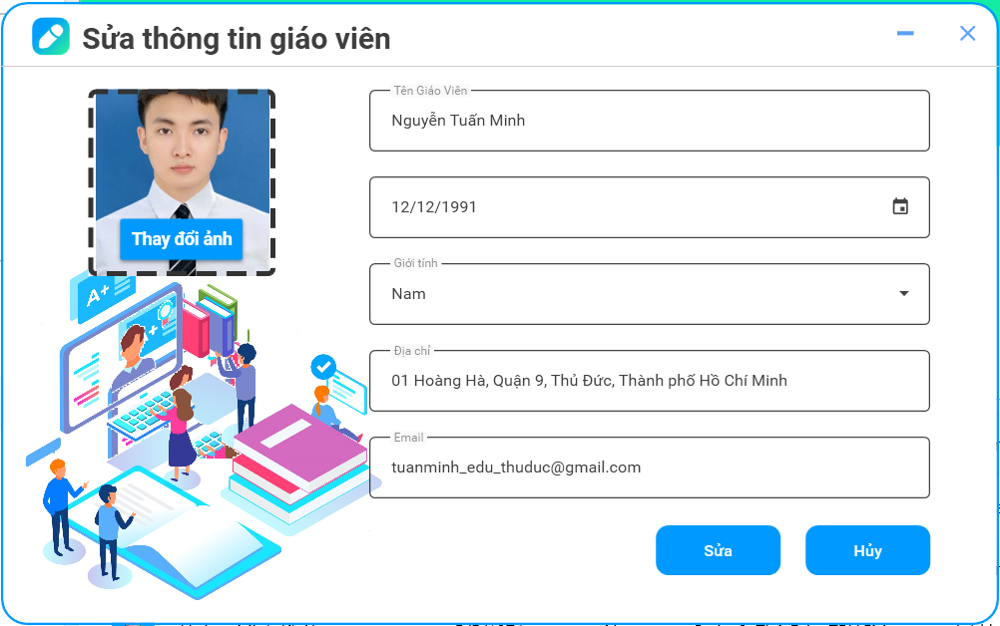 Sửa thông tin giáo viên
Tên Giáo Viên
Nguyễn Tuấn Minh
Thay đổi ảnh
12/12/1991
Giới tính
Nam
A+
Địa chỉ
01 Hoàng Hà, Quận 9, Thủ Đức, Thành phố Hồ Chí Minh
Email
tuanminh_edu_thuduc@gmail.com
Sửa
Hủy